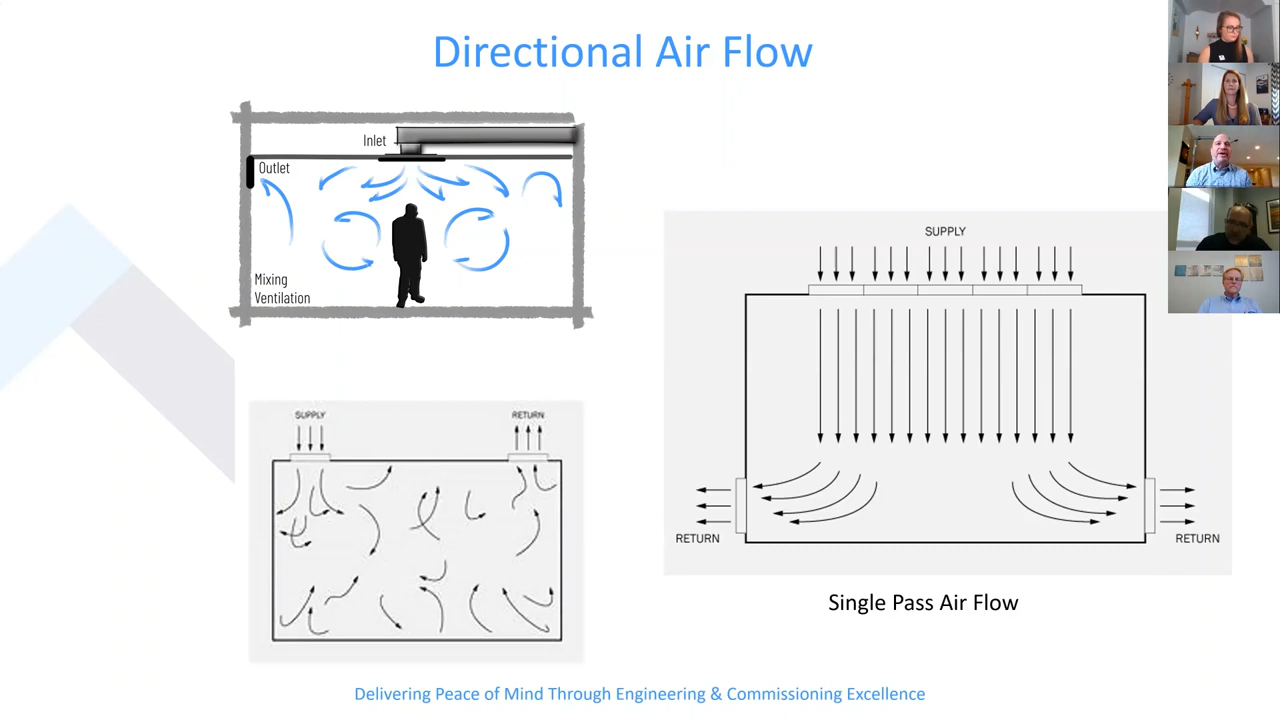 Directional Air Flow
Inlet
Outlet
Mixing
Ventilation
SUPPLY
RETURN
SUPPLY
RETURN
RETURN
Single Pass Air Flow
Delivering Peace of Mind Through Engineering & Commissioning Excellence